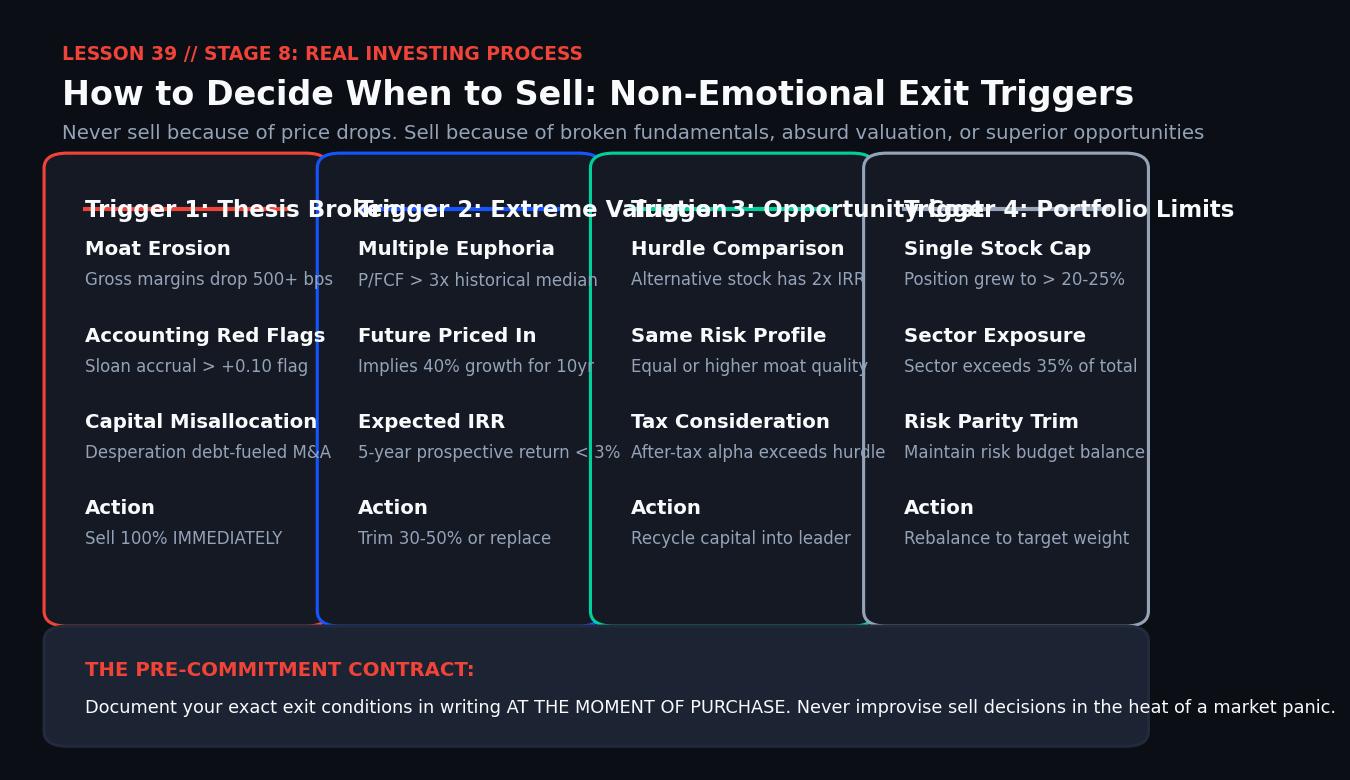 LESSON 39 // STAGE 8: REAL INVESTING PROCESS
How to Decide When to Sell: Non-Emotional Exit Triggers
Never sell because of price drops. Sell because of broken fundamentals, absurd valuation, or superior opportunities
Trigger 1: Thesis Broken
Moat Erosion
Gross margins drop 500+ bps
Accounting Red Flags
Sloan accrual > +0.10 flag
Capital Misallocation
Desperation debt-fueled M&A
Action
Sell 100% IMMEDIATELY
Trigger 2: Extreme Valuation
Multiple Euphoria
P/FCF > 3x historical median
Future Priced In
Implies 40% growth for 10yr
Expected IRR
5-year prospective return < 3%
Action
Trim 30-50% or replace
Trigger 3: Opportunity Cost
Hurdle Comparison
Alternative stock has 2x IRR
Same Risk Profile
Equal or higher moat quality
Tax Consideration
After-tax alpha exceeds hurdle
Action
Recycle capital into leader
Trigger 4: Portfolio Limits
Single Stock Cap
Position grew to > 20-25%
Sector Exposure
Sector exceeds 35% of total
Risk Parity Trim
Maintain risk budget balance
Action
Rebalance to target weight
THE PRE-COMMITMENT CONTRACT:
Document your exact exit conditions in writing AT THE MOMENT OF PURCHASE. Never improvise sell decisions in the heat of a market panic.